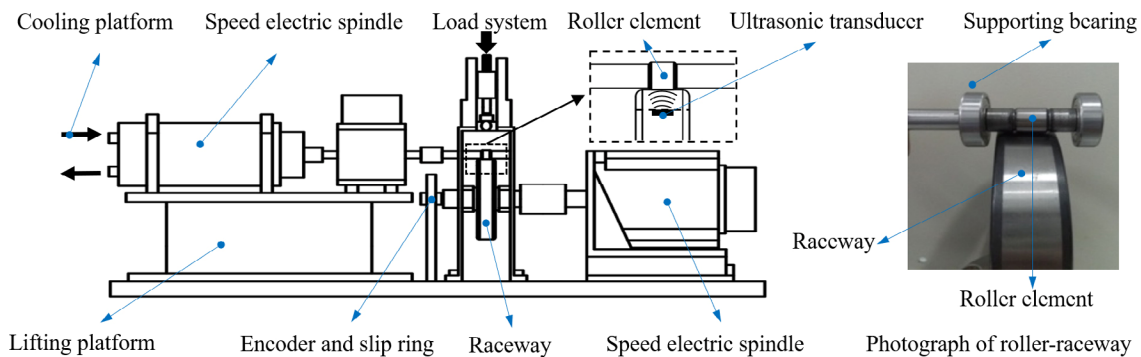 Cooling platform
Speed electric spindle
Load system
Roller element
Ultrasonic transducer
Supporting bearing
Raceway
Roller element
Lifting platform
Encoder and slip ring
Raceway
Speed electric spindle
Photograph of roller-raceway